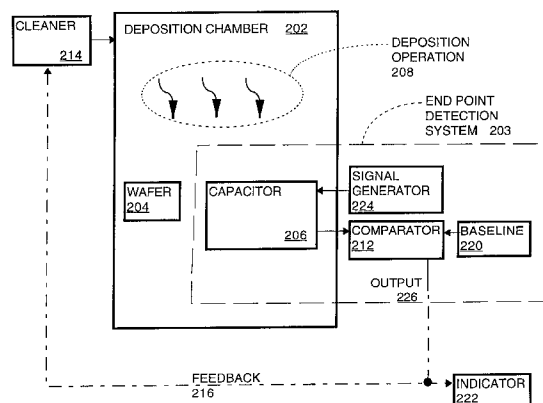 CLEANER
214
DEPOSITION CHAMBER 202
DEPOSITION
OPERATION
208
END POINT
DETECTION
SYSTEM 203
WAFER
204
CAPACITOR
206
SIGNAL
GENERATOR
224
COMPARATOR
212
BASELINE
220
OUTPUT
226
FEEDBACK
216
INDICATOR
222